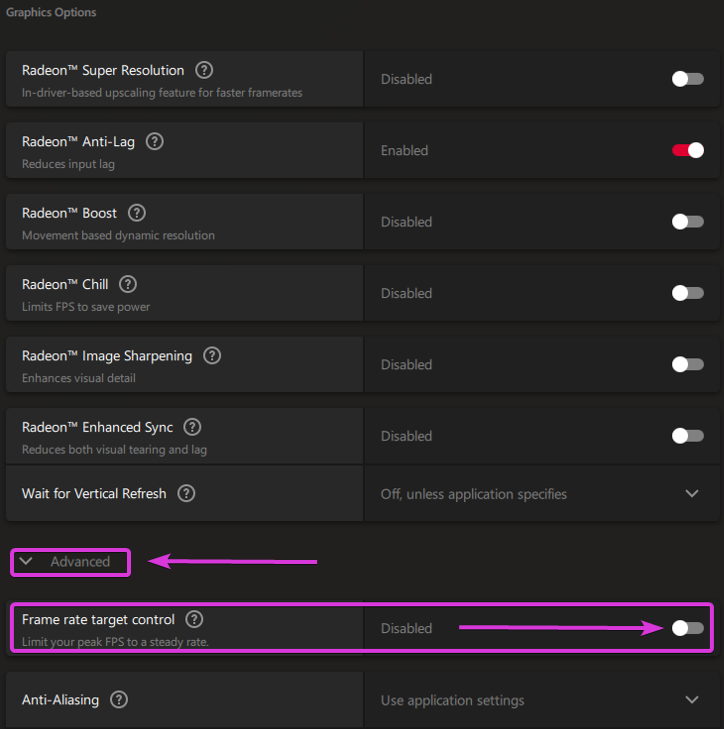 Graphics Options
Radeon™ Super Resolution ?
In-driver-based upscaling feature for faster framerates
Disabled
Radeon™ Anti-Lag ?
Reduces input lag
Enabled
Radeon™ Boost ?
Movement based dynamic resolution
Disabled
Radeon™ Chill ?
Limits FPS to save power
Disabled
Radeon™ Image Sharpening ?
Enhances visual detail
Disabled
Radeon™ Enhanced Sync ?
Reduces both visual tearing and lag
Disabled
Wait for Vertical Refresh ?
Off, unless application specifies
Advanced
Frame rate target control ?
Limit your peak FPS to a steady rate.
Disabled
Anti-Aliasing ?
Use application settings